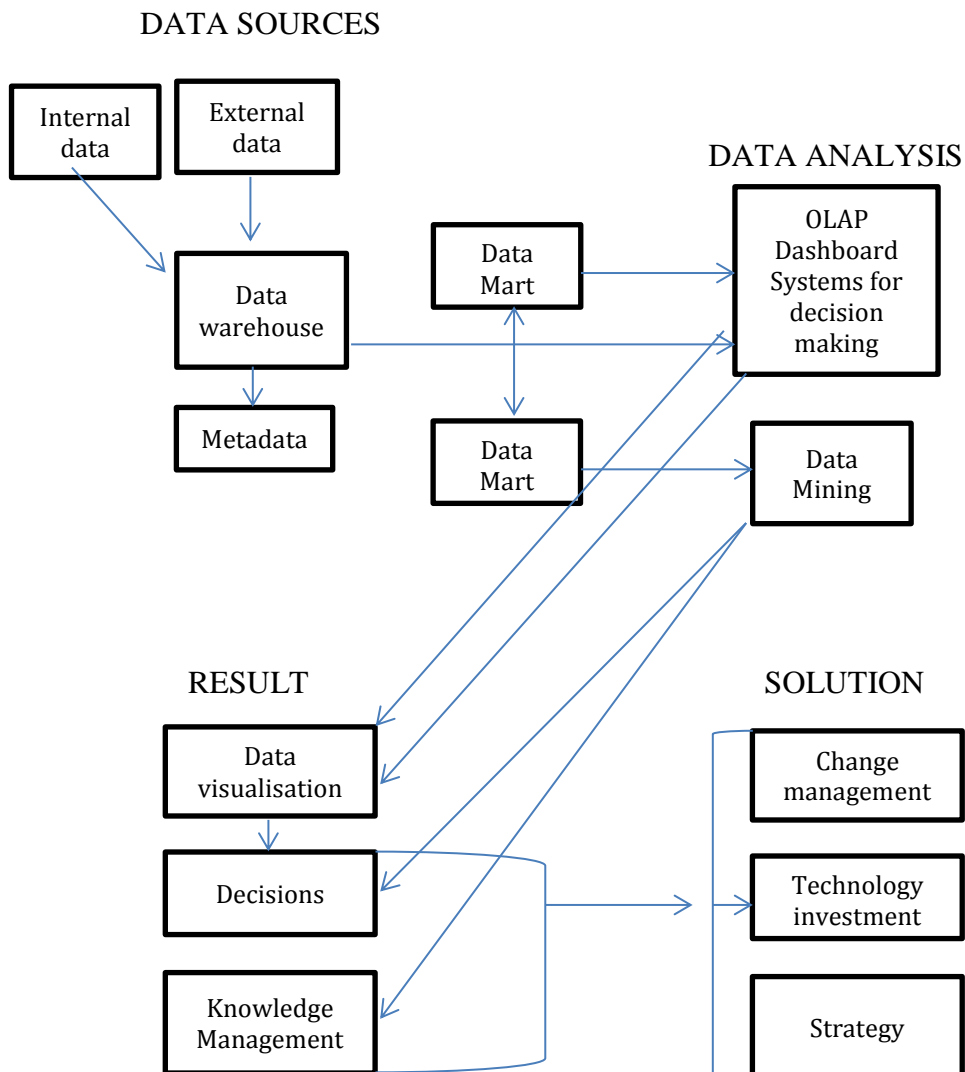 DATA SOURCES
Internal
data
External
data
DATA ANALYSIS
Data
warehouse
Metadata
Data
Mart
Data
Mart
OLAP
Dashboard
Systems for
decision
making
Data
Mining
RESULT
Data
visualisation
Decisions
Knowledge
Management
SOLUTION
Change
management
Technology
investment
Strategy